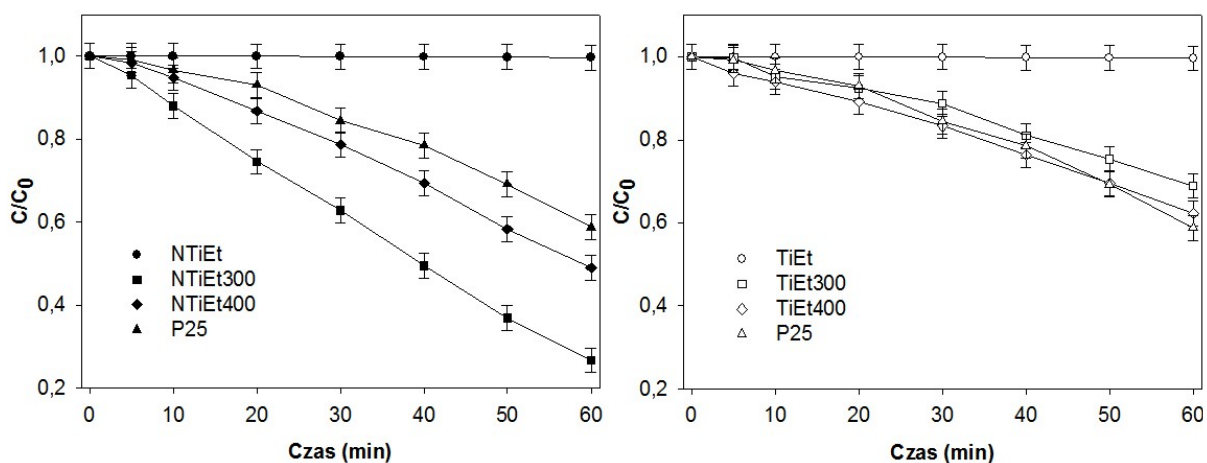 1,0
0,8
0,6
0,4
0,2
C/C0
NTiEt
NTiEt300
NTiEt400
P25
0 10 20 30 40 50 60
Czas (min)
1,0
0,8
0,6
0,4
0,2
C/C0
TiEt
TiEt300
TiEt400
P25
0 10 20 30 40 50 60
Czas (min)